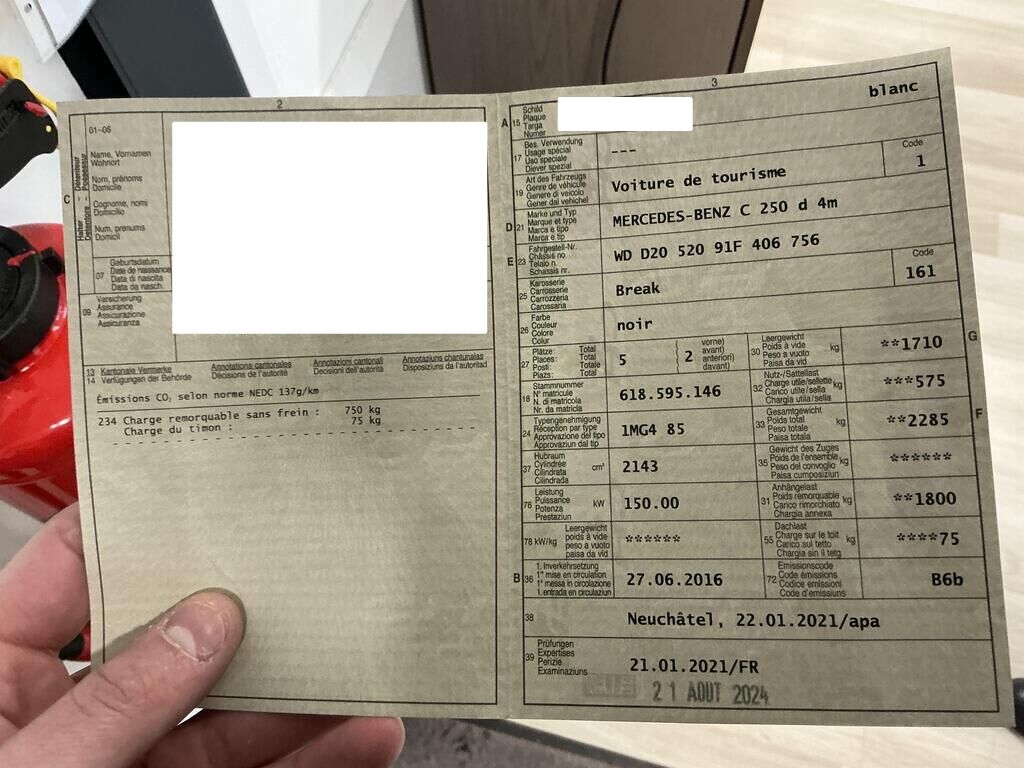 2
01-06
Halter
Détenteur
Detentore
Possessur
C
Name, Vornamen
Wohnort
Nom, prénoms
Domicile
Cognome, nomi
Domicilio
Num, prenums
Domicil
07
Geburtsdatum
Date de naissance
Data di nascita
Data da nasch.
09
Versicherung
Assurance
Assicurazione
Assicuranza
13 Kantonale Vermerke
14 Verfügungen der Behörde
Annotations cantonales
Décisions de l'autorité
Annotazioni cantonali
Decisioni dell'autorità
Annotaziuns chantunalas
Disposiziuns da l'autoritad
Émissions CO₂ selon norme NEDC 137g/km
234 Charge remorquable sans frein : 750 kg
Charge du timon : 75 kg
3
A 15
Schild
Plaque
Targa
Numer
blanc
17
Bes. Verwendung
Usage spécial
Uso speciale
Diever spezial
---
19
Art des Fahrzeugs
Genre de véhicule
Genere di veicolo
Gener dal vehichel
Voiture de tourisme
Code
1
D 21
Marke und Typ
Marque et type
Marca e tipo
Marca e tip
MERCEDES-BENZ C 250 d 4m
E 23
Fahrgestell-Nr.
Châssis no
Telaio n.
Schassis nr.
WD D20 520 91F 406 756
25
Karosserie
Carrosserie
Carrozzeria
Carossaria
Break
Code
161
26
Farbe
Couleur
Colore
Colur
noir
27
Plätze: Total
Places: Total
Posti: Totale
Plazs: Total
5
2
vorne)
avant)
anteriori)
davant)
G
30
Leergewicht
Poids à vide
Peso a vuoto
Paisa da vid
kg
**1710
18
Stammnummer
N° matricule
N. di matricola
Nr. da matricla
618.595.146
32
Nutz-/Sattellast
Charge utile/sellette
Carico utile/sella
Chargia utila/sella
kg
***575
24
Typengenehmigung
Réception par type
Approvazione del tipo
Approvaziun dal tip
1MG4 85
F
33
Gesamtgewicht
Poids total
Peso totale
Paisa totala
kg
**2285
37
Hubraum
Cylindrée
Cilindrata
Cilindrada
cm³
2143
35
Gewicht des Zuges
Poids de l'ensemble
Peso del convoglio
Paisa cumposiziun
kg
******
76
Leistung
Puissance
Potenza
Prestaziun
kW
150.00
31
Anhängelast
Poids remorquable
Carico rimorchiato
Chargia annexa
kg
**1800
78 kW/kg
Leergewicht
poids à vide
peso a vuoto
paisa da vid
******
55
Dachlast
Charge sur le toit
Carico sul tetto
Chargia sin il tetg
kg
****75
B 36
1. Inverkehrsetzung
1re mise en circulation
1a messa in circolazione
1. entrada en circulaziun
27.06.2016
72
Emissionscode
Code émissions
Codice emissioni
Code d'emissiuns
B6b
38
Neuchâtel, 22.01.2021/apa
39
Prüfungen
Expertises
Perizie
Examinaziuns
21.01.2021/FR
21 AOUT 2024